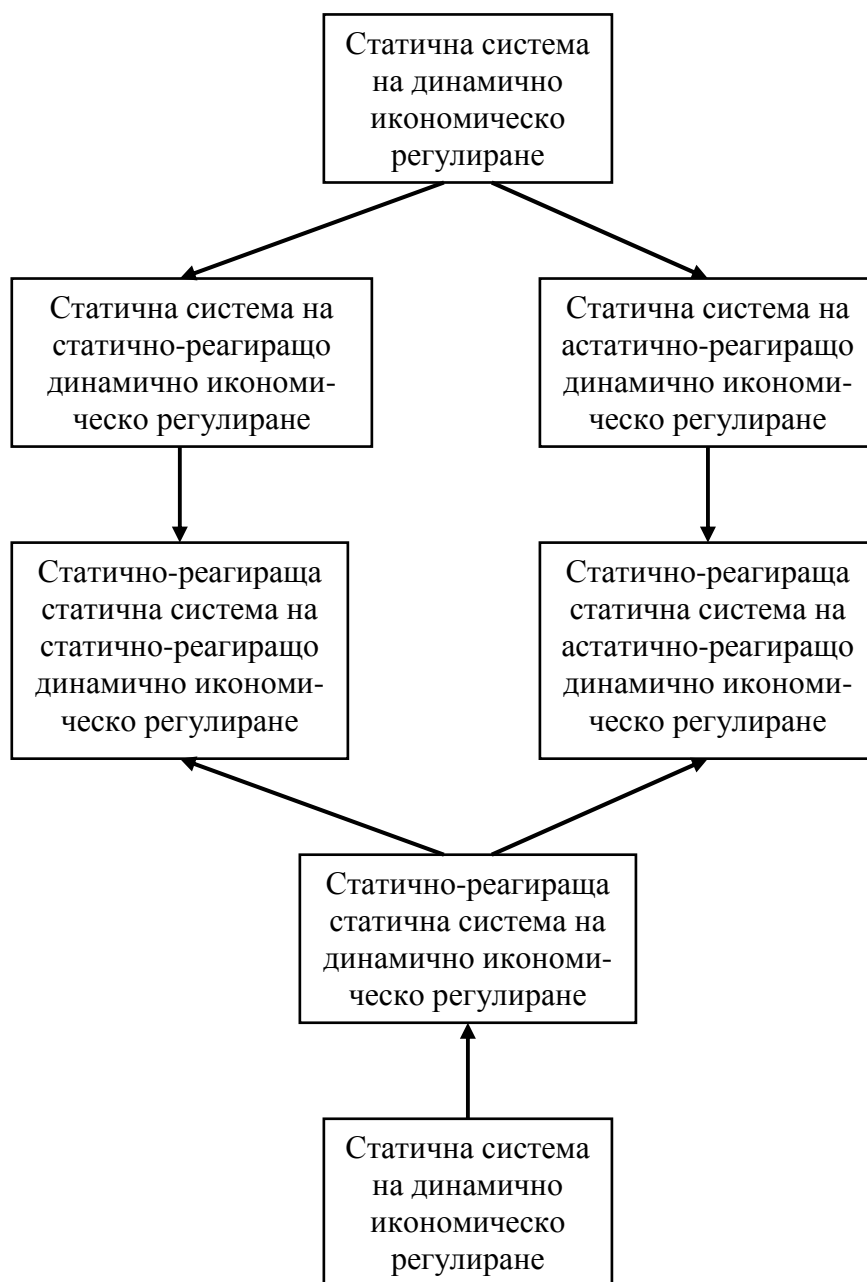 Статична система
на динамично
икономическо
регулиране
Статична система на
статично-реагиращо
динамично икономи-
ческо регулиране
Статична система на
астатично-реагиращо
динамично икономи-
ческо регулиране
Статично-реагираща
статична система на
статично-реагиращо
динамично икономи-
ческо регулиране
Статично-реагираща
статична система на
астатично-реагиращо
динамично икономи-
ческо регулиране
Статично-реагираща
статична система на
динамично икономи-
ческо регулиране
Статична система
на динамично
икономическо
регулиране